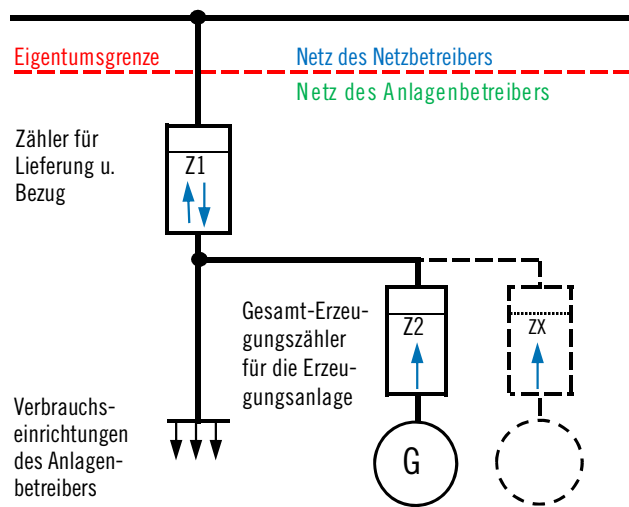 Eigentumsgrenze
Netz des Netzbetreibers
Netz des Anlagenbetreibers
Zähler für
Lieferung u.
Bezug
Z1
Gesamt-Erzeu-
gungszähler
für die Erzeu-
gungsanlage
Z2
ZX
Verbrauchs-
einrichtungen
des Anlagen-
betreibers
G